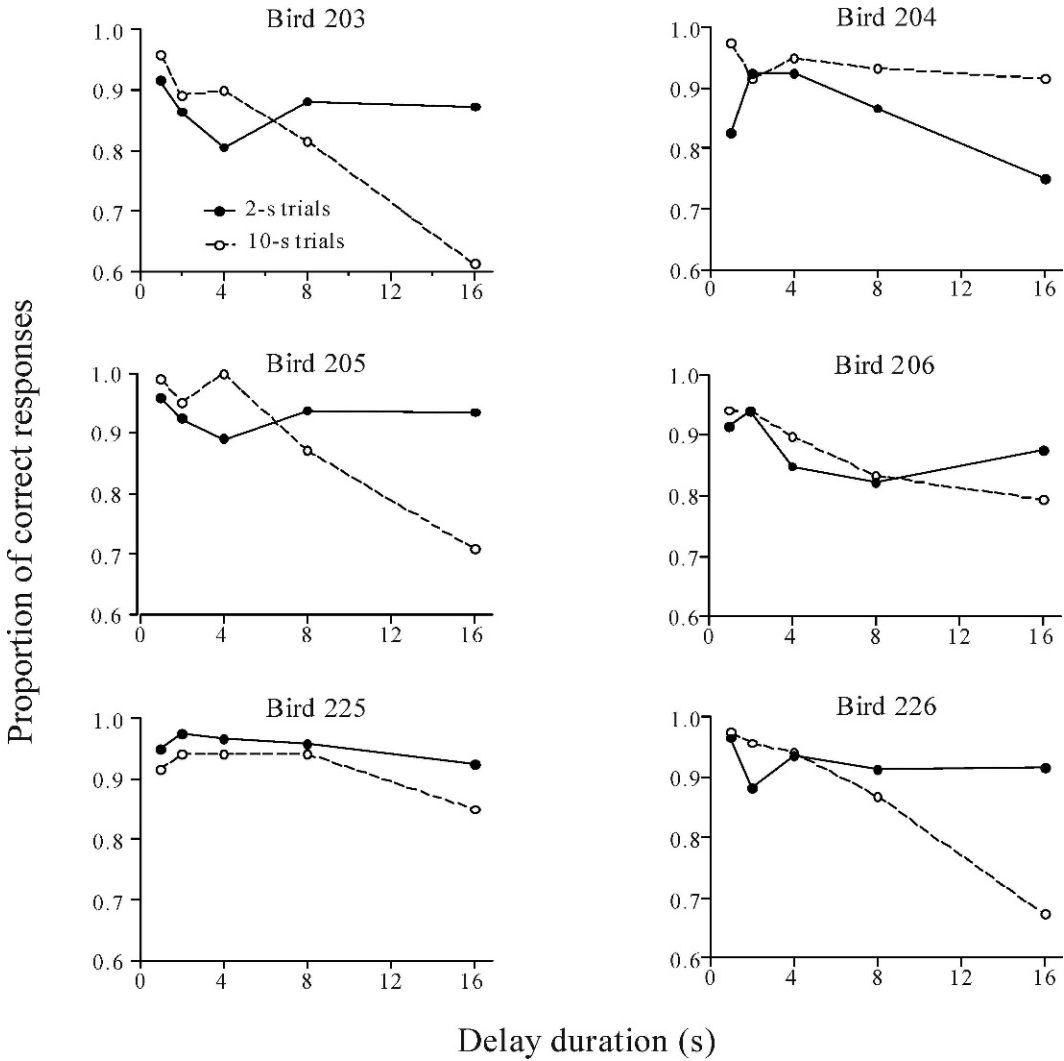 Bird 203
1.0
0.9
0.8
0.7
0.6
0 4 8 12 16
2-s trials
10-s trials
Bird 204
1.0
0.9
0.8
0.7
0.6
0 4 8 12 16
Bird 205
1.0
0.9
0.8
0.7
0.6
0 4 8 12 16
Bird 206
1.0
0.9
0.8
0.7
0.6
0 4 8 12 16
Bird 225
1.0
0.9
0.8
0.7
0.6
0 4 8 12 16
Bird 226
1.0
0.9
0.8
0.7
0.6
0 4 8 12 16
Proportion of correct responses
Delay duration (s)